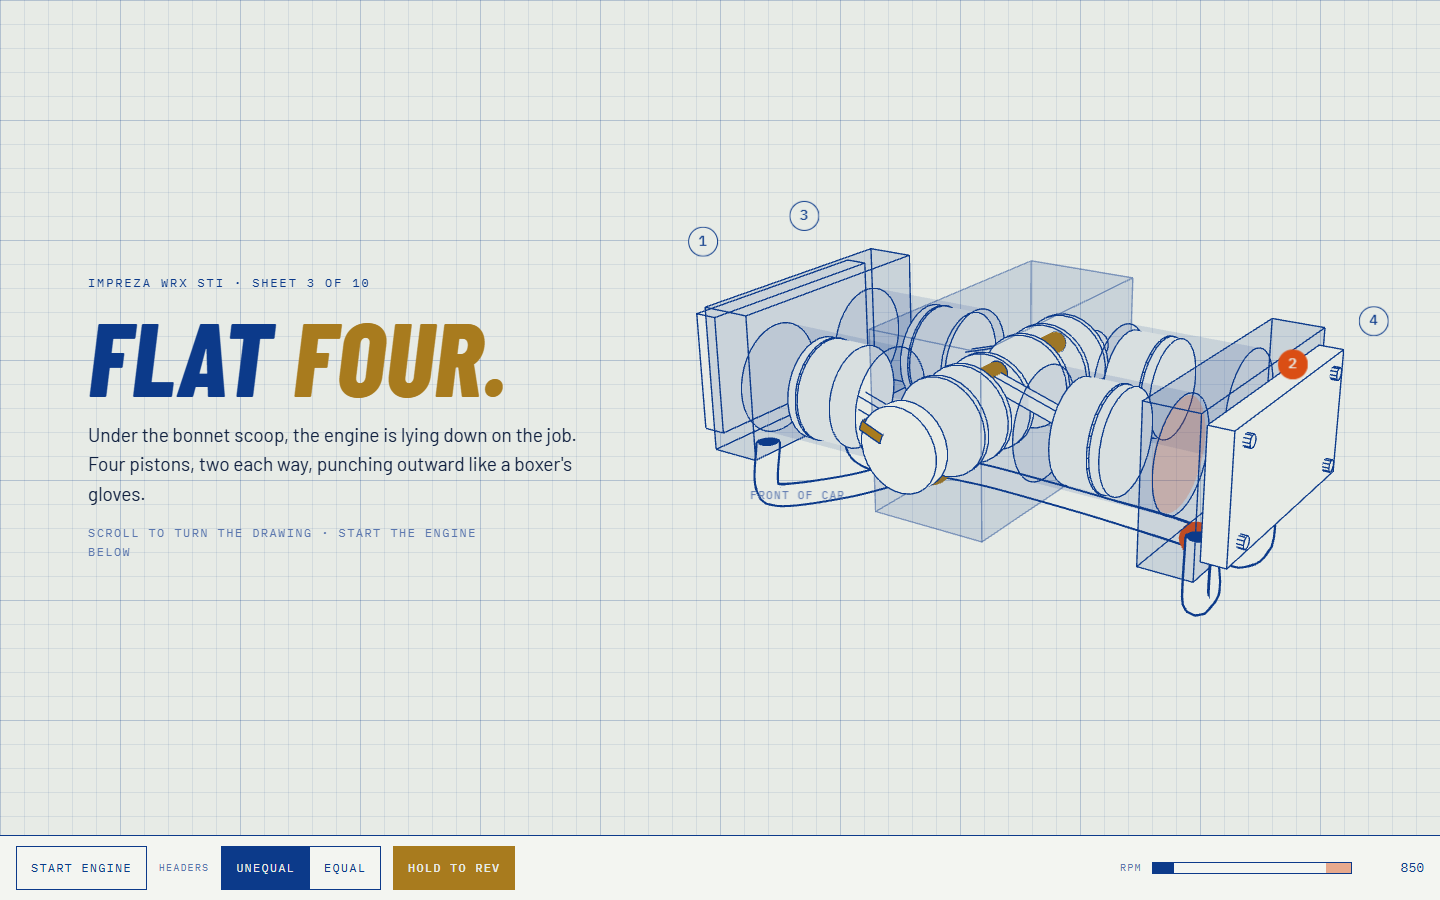 IMPREZA WRX STI · SHEET 3 OF 10
FLAT FOUR.
Under the bonnet scoop, the engine is lying down on the job.
Four pistons, two each way, punching outward like a boxer's
gloves.
SCROLL TO TURN THE DRAWING · START THE ENGINE
BELOW
3
1
4
2
FRONT OF CAR
START ENGINE
HEADERS
UNEQUAL
EQUAL
HOLD TO REV
RPM
850